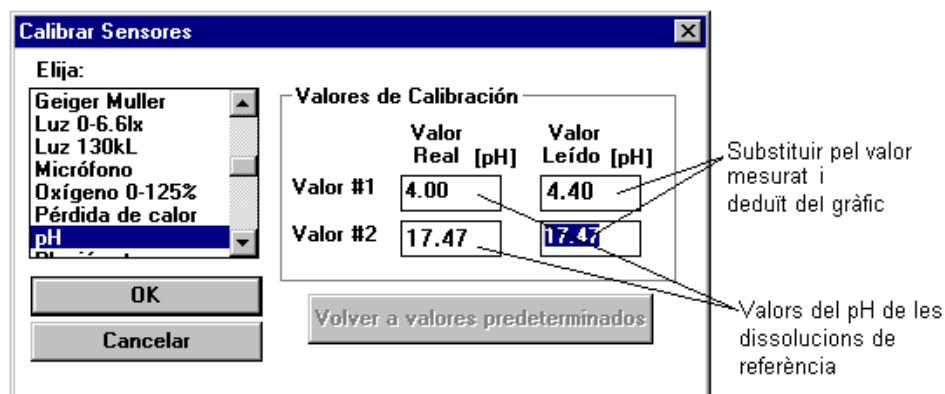 Calibrar Sensores
Elija:
Geiger Muller
Luz 0-6.6lx
Luz 130kL
Micrófono
Oxígeno 0-125%
Pérdida de calor
pH
OK
Cancelar
Valores de Calibración
Valor Real [pH]
Valor Leído [pH]
Valor #1 4.00 4.40
Valor #2 17.47 17.47
Volver a valores predeterminados
Substituir pel valor
mesurat i
deduït del gràfic
Valors del pH de les
dissolucions de
referència